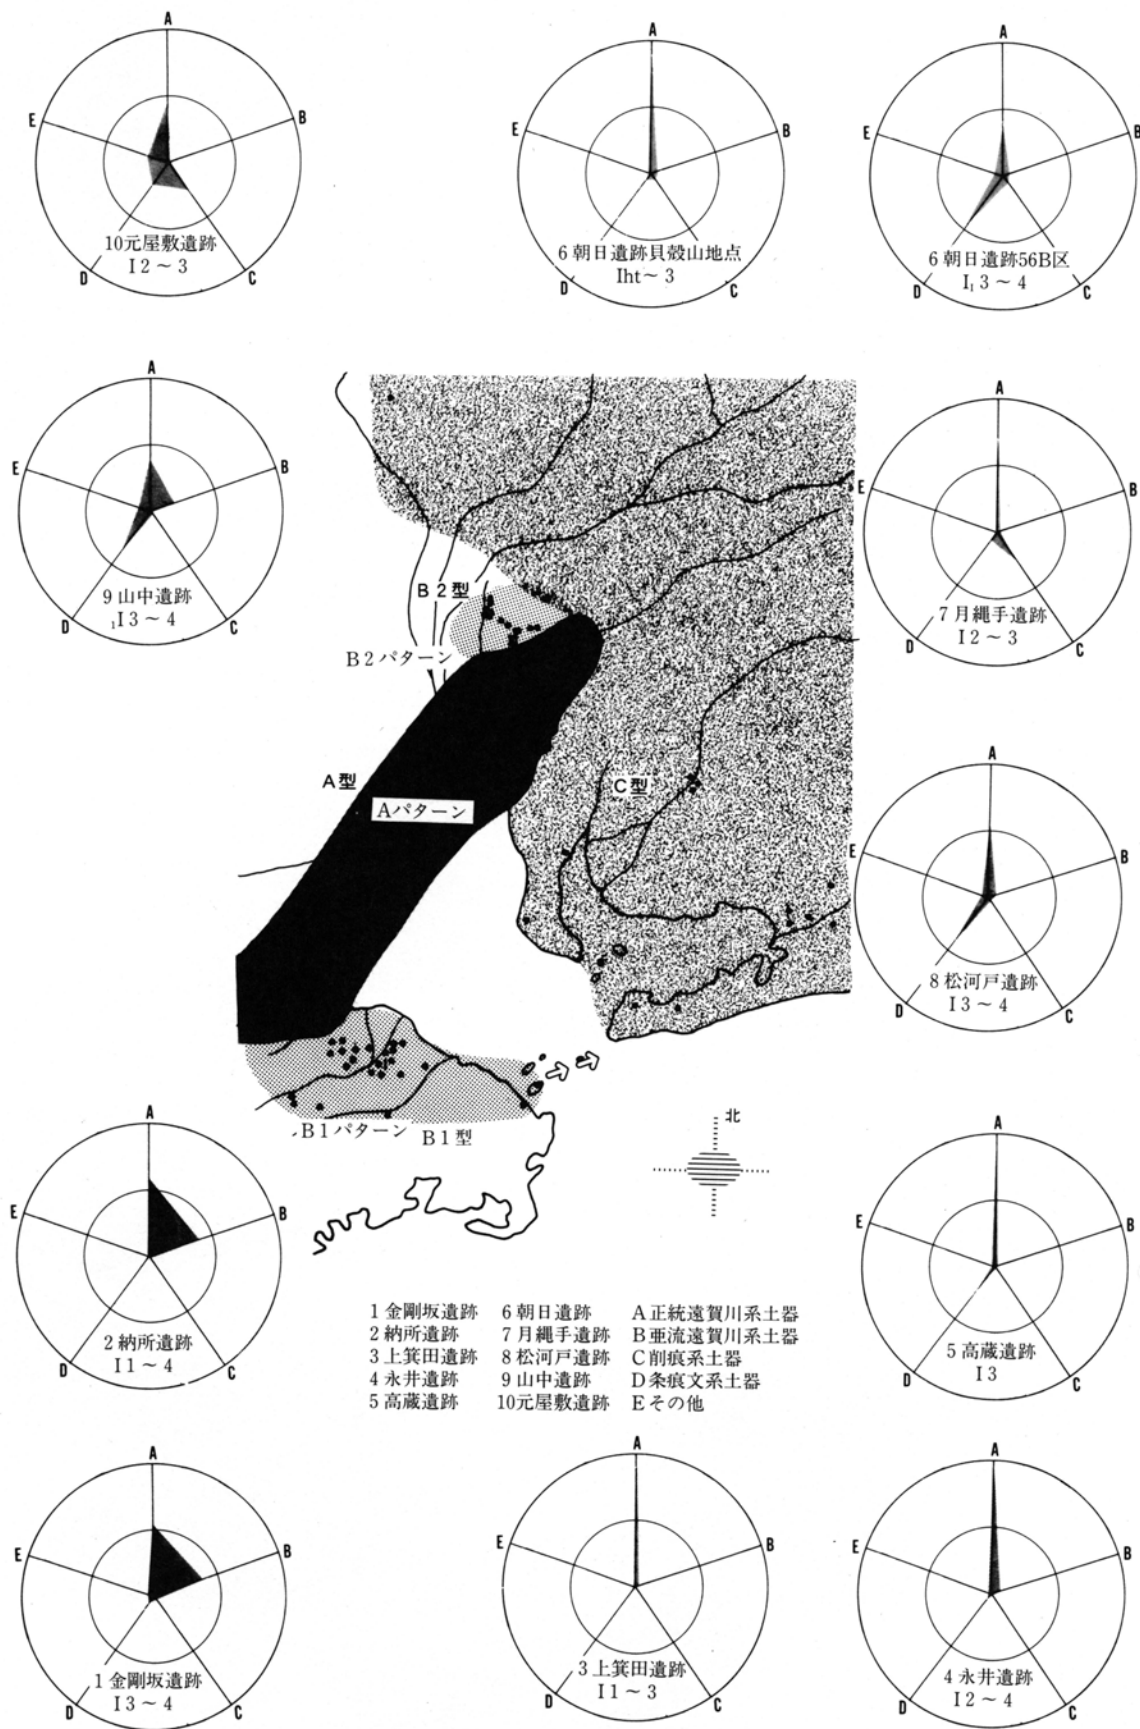 A
B
C
D
E
10元屋敷遺跡
I2～3
A
B
C
D
E
6朝日遺跡貝殻山地点
Iht～3
A
B
C
D
E
6朝日遺跡56B区
I₁3～4
A
B
C
D
E
9山中遺跡
₁I3～4
A
B
C
D
E
7月縄手遺跡
I2～3
B2型
B2パターン
A型
Aパターン
C型
A
B
C
D
E
8松河戸遺跡
I3～4
B1パターン
B1型
北
A
B
C
D
E
2納所遺跡
I1～4
A
B
C
D
E
5高蔵遺跡
I3
1金剛坂遺跡 6朝日遺跡 A正統遠賀川系土器
2納所遺跡 7月縄手遺跡 B亜流遠賀川系土器
3上箕田遺跡 8松河戸遺跡 C削痕系土器
4永井遺跡 9山中遺跡 D条痕文系土器
5高蔵遺跡 10元屋敷遺跡 Eその他
A
B
C
D
E
1金剛坂遺跡
I3～4
A
B
C
D
E
3上箕田遺跡
I1～3
A
B
C
D
E
4永井遺跡
I2～4